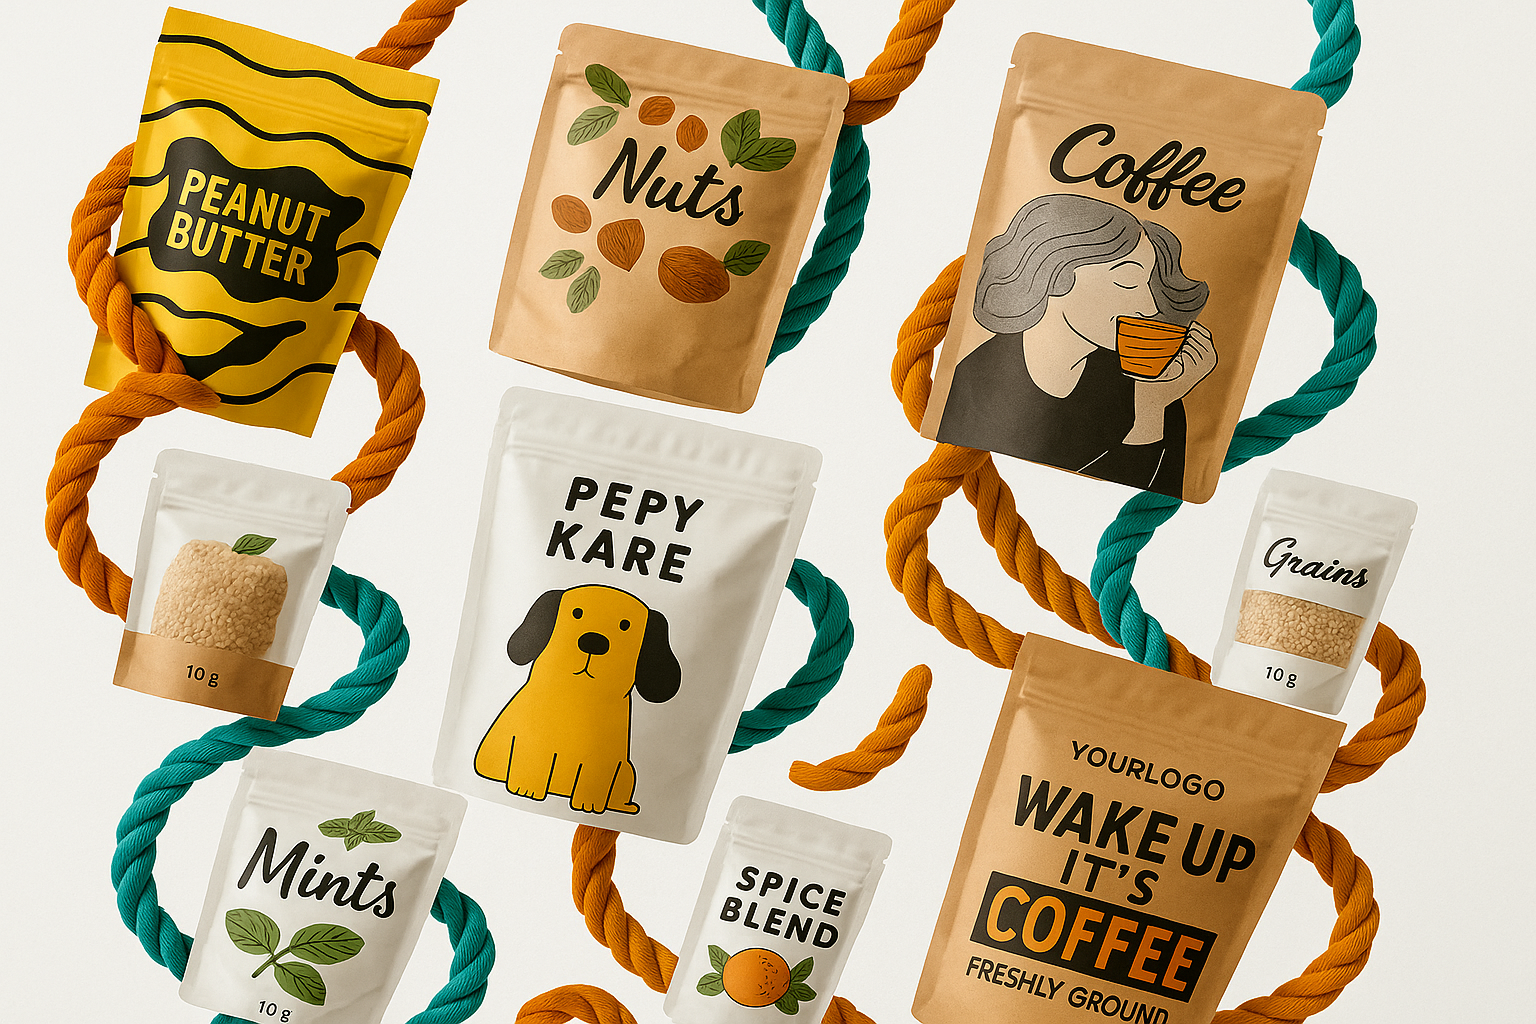 PEANUT
BUTTER
Nuts
Coffee
PEPY
KARE
10 g
Grains
10 g
Mints
10 g
SPICE
BLEND
YOURLOGO
WAKE UP
IT'S
COFFEE
FRESHLY GROUND